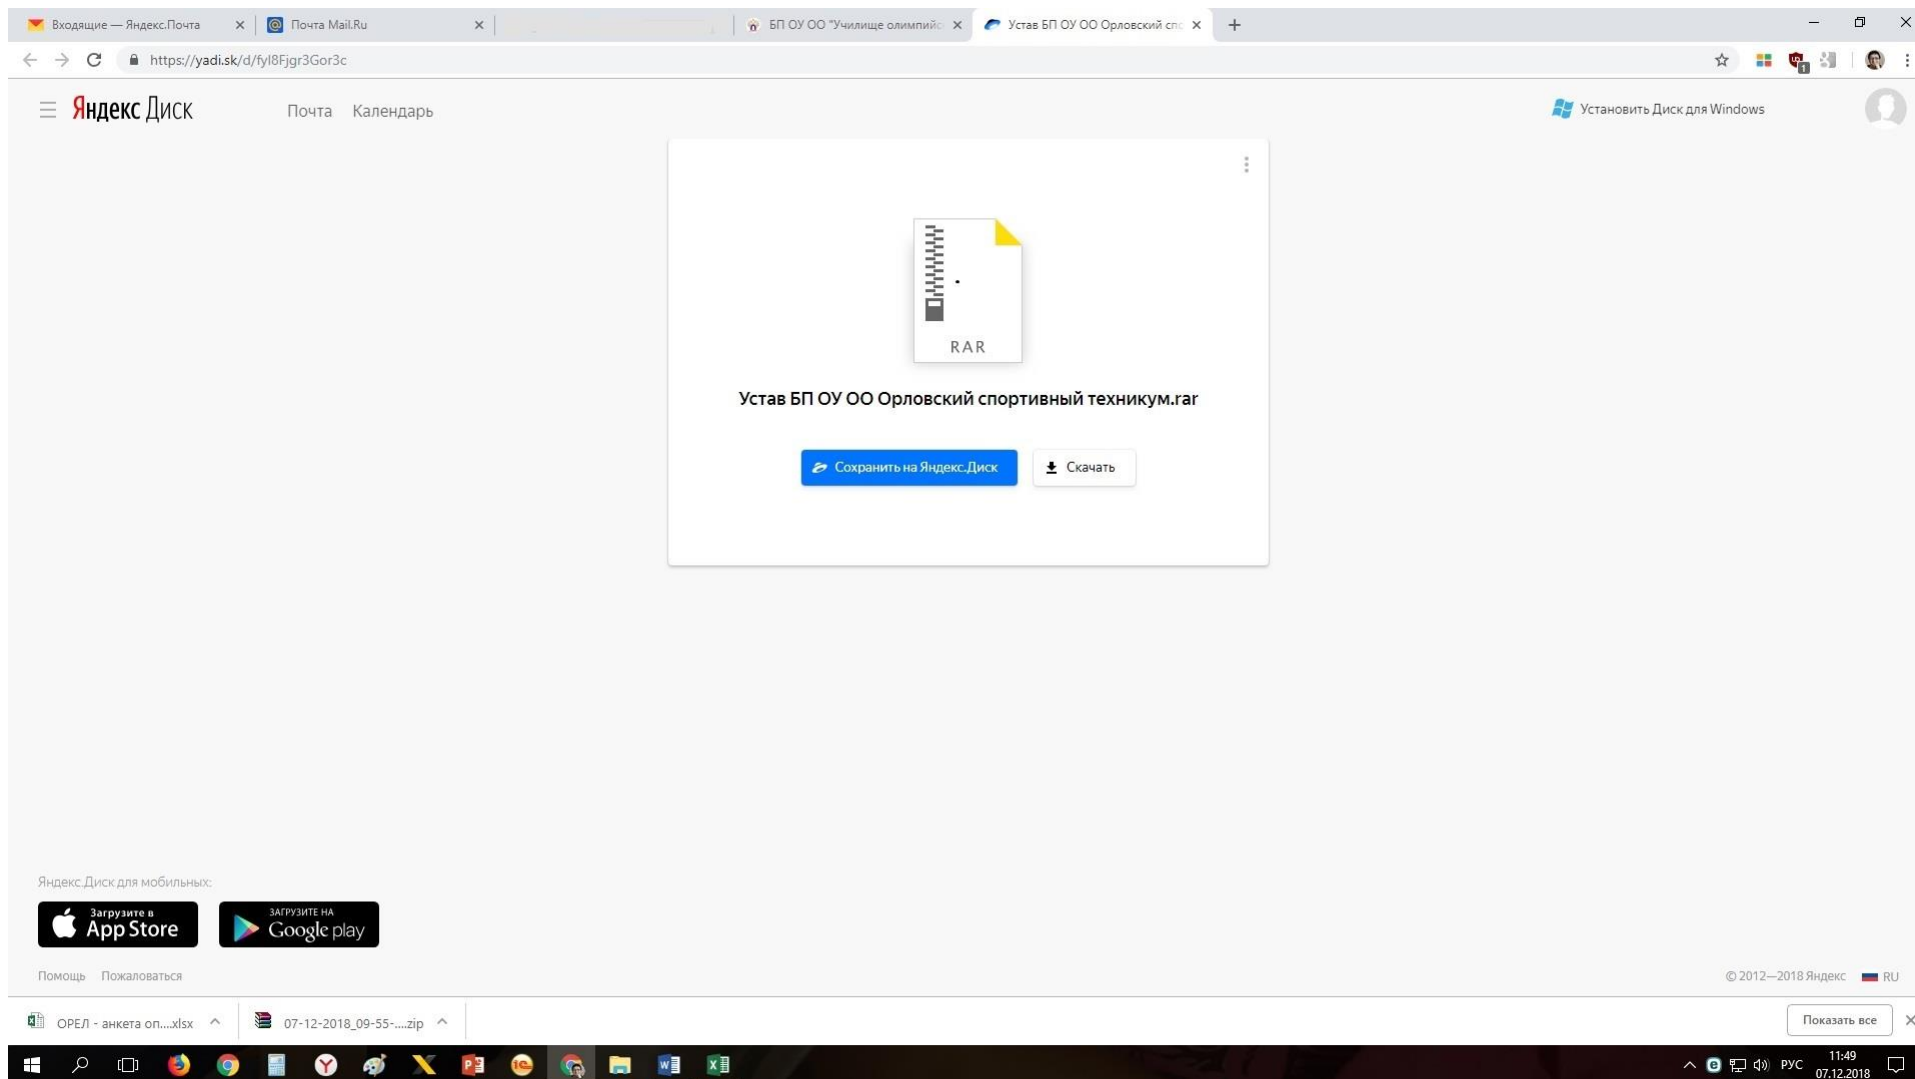 Входящие — Яндекс.Почта
Почта Mail.Ru
БП ОУ ОО "Училище олимпийс
Устав БП ОУ ОО Орловский спо
https://yadi.sk/d/fyl8Fjgr3Gor3c
1
Яндекс Диск
Почта
Календарь
Установить Диск для Windows
RAR
Устав БП ОУ ОО Орловский спортивный техникум.rar
Сохранить на Яндекс.Диск
Скачать
Яндекс.Диск для мобильных:
Загрузите в
App Store
ЗАГРУЗИТЕ НА
Google play
Помощь
Пожаловаться
© 2012—2018 Яндекс
RU
ОРЕЛ - анкета оп....xlsx
07-12-2018_09-55-....zip
Показать все
РУС
11:49
07.12.2018